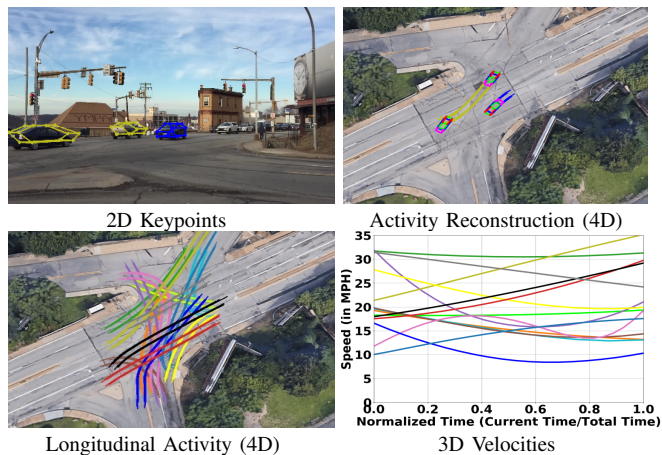 2D Keypoints
Activity Reconstruction (4D)
35
30
25
20
15
10
5
0
Speed (in MPH)
0.0 0.2 0.4 0.6 0.8 1.0
Normalized Time (Current Time/Total Time)
Longitudinal Activity (4D)
3D Velocities